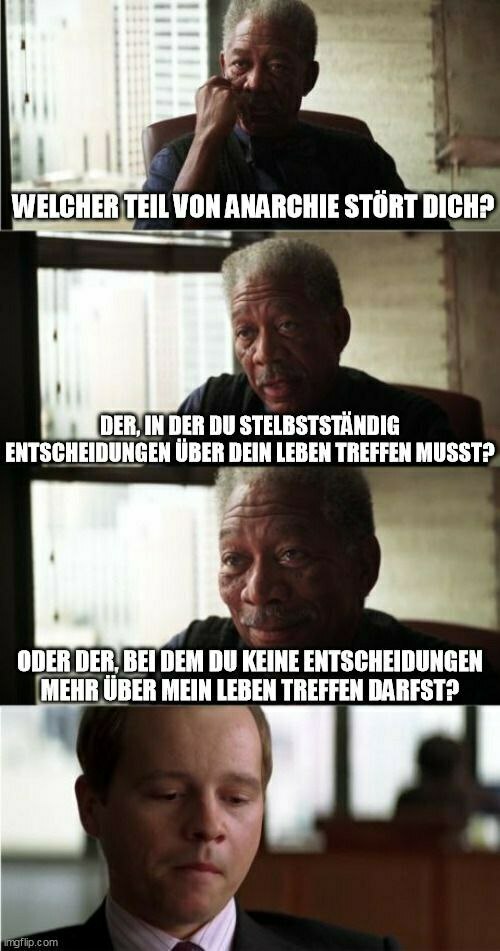 WELCHER TEIL VON ANARCHIE STÖRT DICH?
DER, IN DER DU STELBSTSTÄNDIG
ENTSCHEIDUNGEN ÜBER DEIN LEBEN TREFFEN MUSST?
ODER DER, BEI DEM DU KEINE ENTSCHEIDUNGEN
MEHR ÜBER MEIN LEBEN TREFFEN DARFST?
imgflip.com